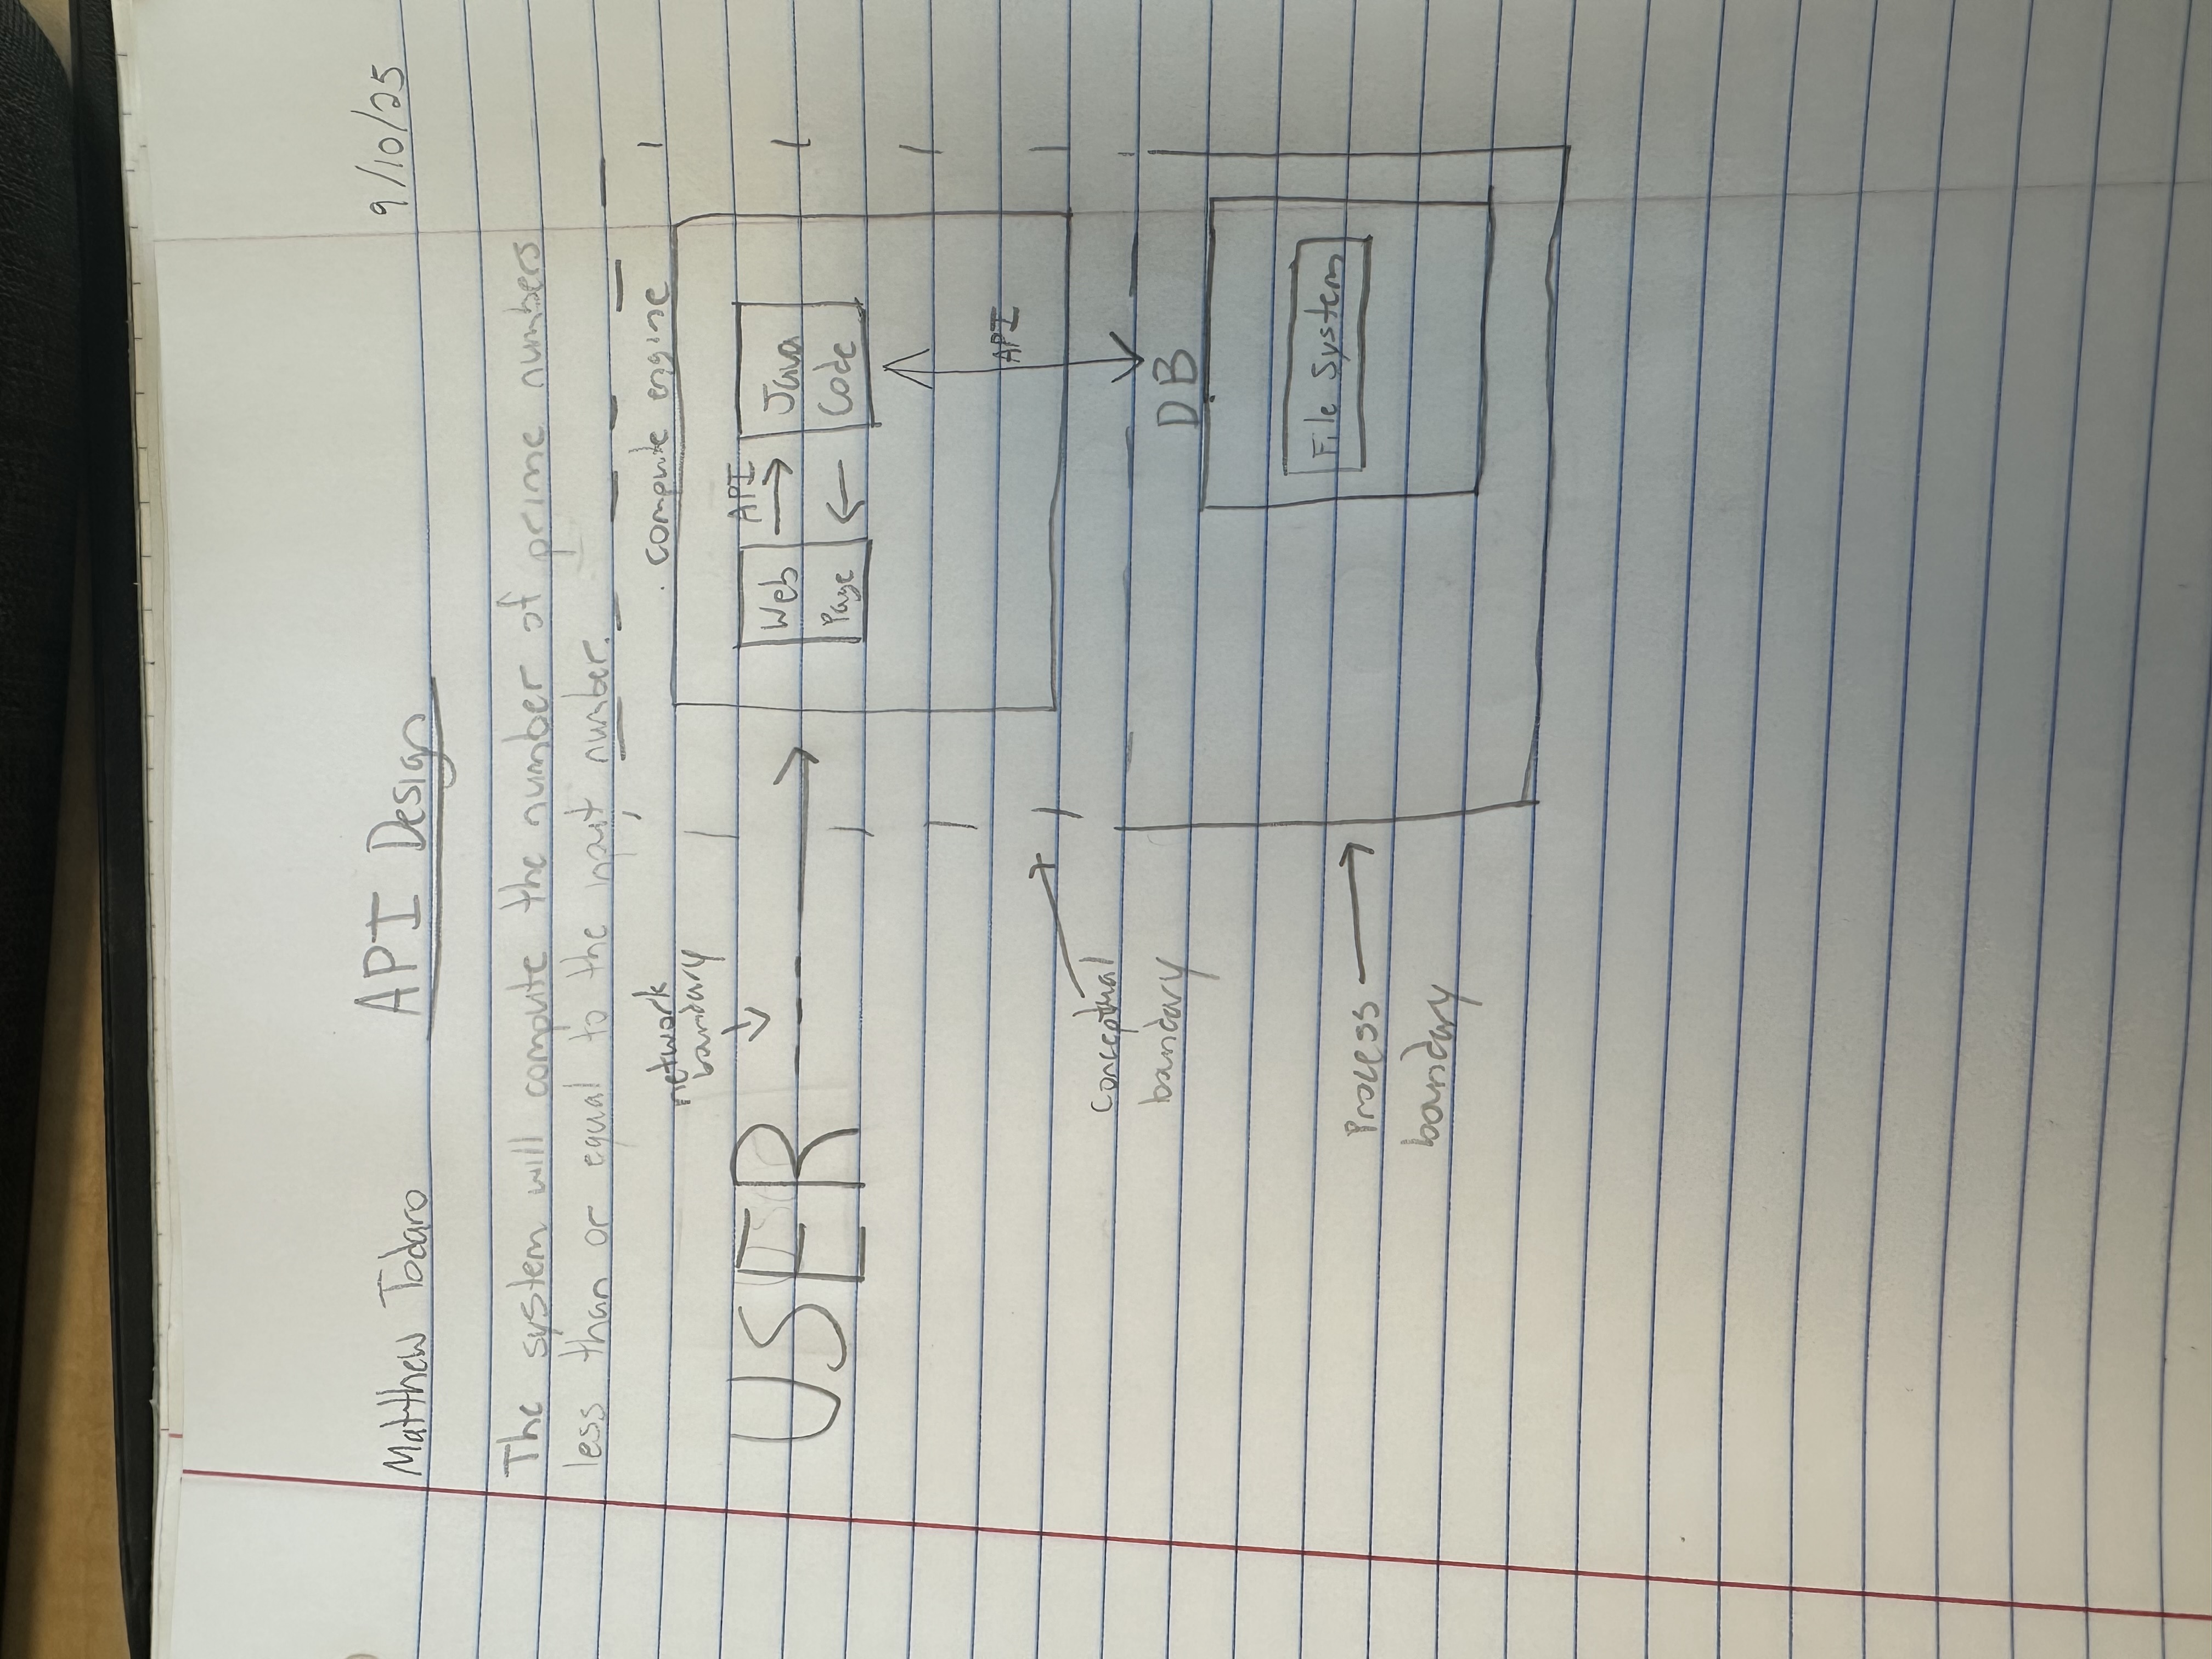 Matthew Todaro
API Design
9/10/25
The system will compute the number of prime numbers
less than or equal to the input number.
network
boundary
compute engine
USER
Web
Page
API
Java
Code
API
Conceptual
boundary
DB
File System
Process
boundary